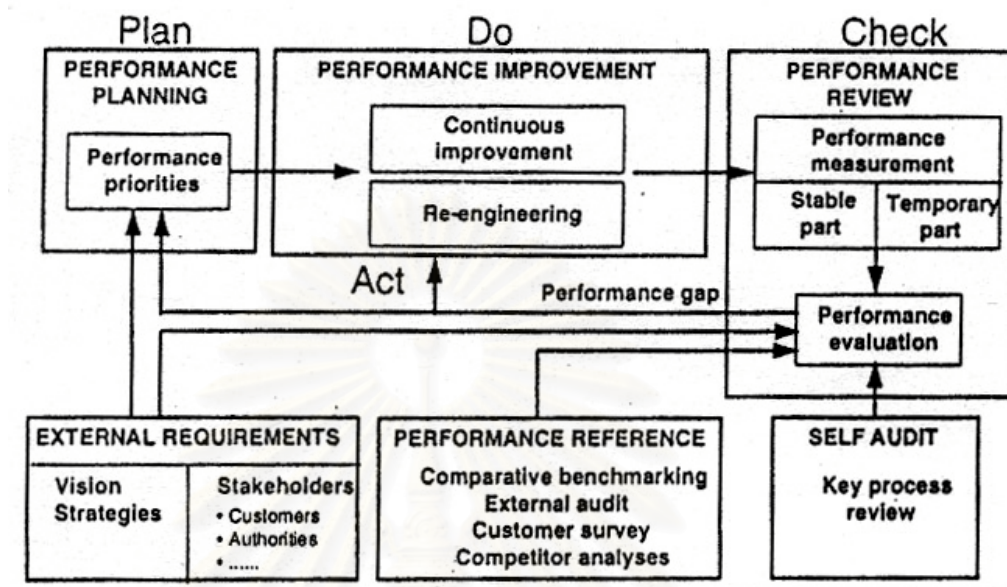 Plan
Do
Check
PERFORMANCE
PLANNING
Performance
priorities
PERFORMANCE IMPROVEMENT
Continuous
improvement
Re-engineering
PERFORMANCE
REVIEW
Performance
measurement
Stable
part
Temporary
part
Act
Performance gap
Performance
evaluation
EXTERNAL REQUIREMENTS
Vision
Strategies
Stakeholders
• Customers
• Authorities
• ......
PERFORMANCE REFERENCE
Comparative benchmarking
External audit
Customer survey
Competitor analyses
SELF AUDIT
Key process
review